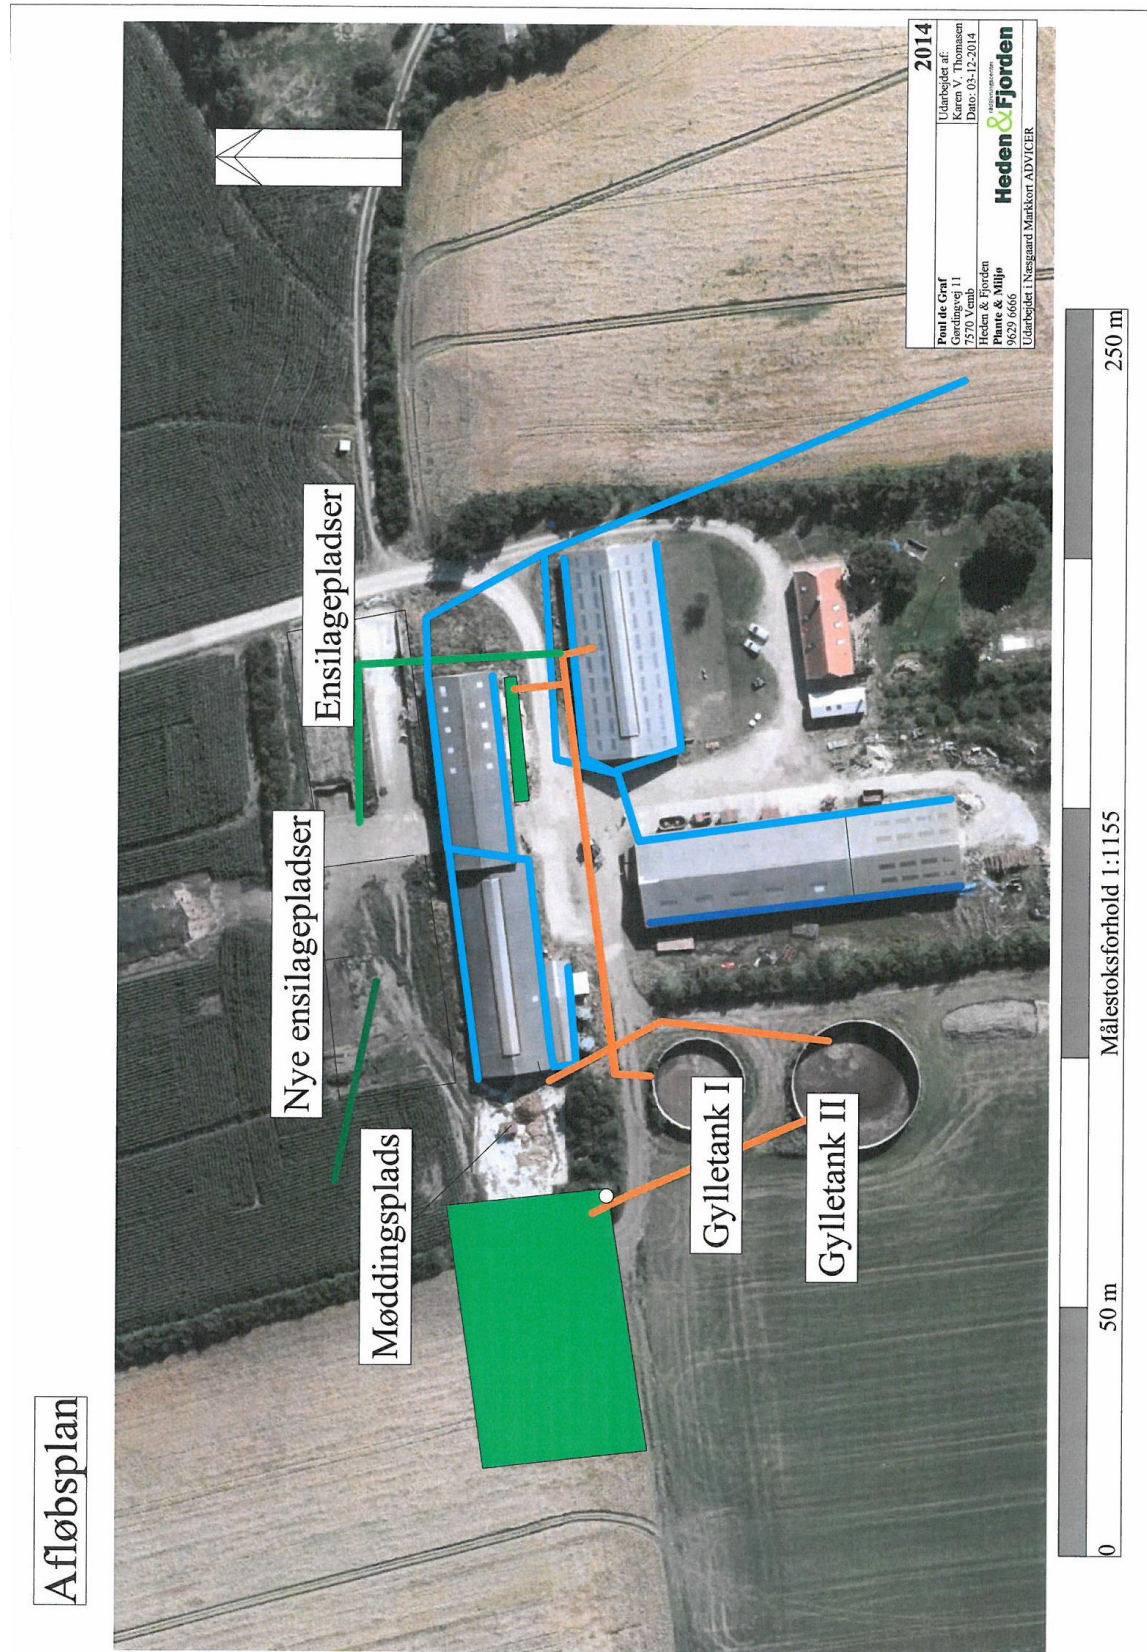 Afløbsplan
Ensilagepladser
Nye ensilagepladser
Møddingsplads
Gylletank I
Gylletank II
2014
Poul de Graf
Gørdingvej 11
7570 Vemb
Udarbejdet af:
Karen V. Thomasen
Dato: 03-12-2014
Heden & Fjorden
Plante & Miljø
9629 6666
rådgivningscenter
Heden & Fjorden
Udarbejdet i Næsgaard Markkort ADVICER
0
50 m
250 m
Målestoksforhold 1:1155